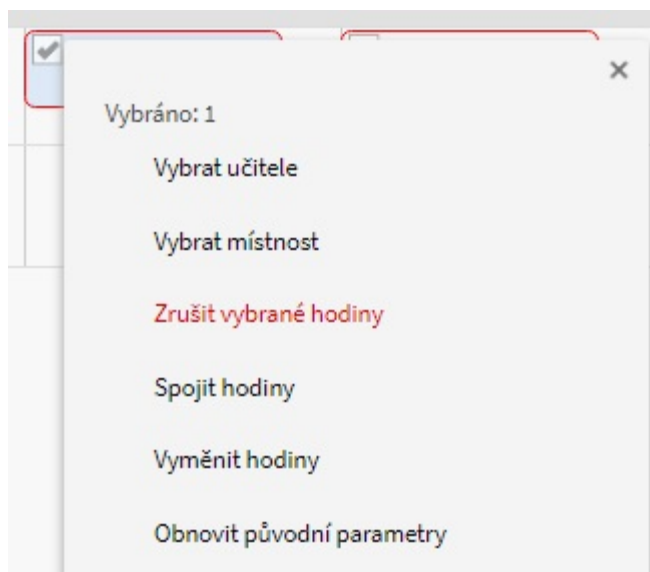 Vybráno: 1
Vybrat učitele
Vybrat místnost
Zrušit vybrané hodiny
Spojit hodiny
Vyměnit hodiny
Obnovit původní parametry